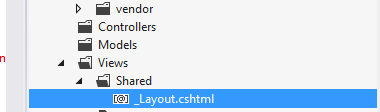 vendor
Controllers
Models
Views
Shared
_Layout.cshtml